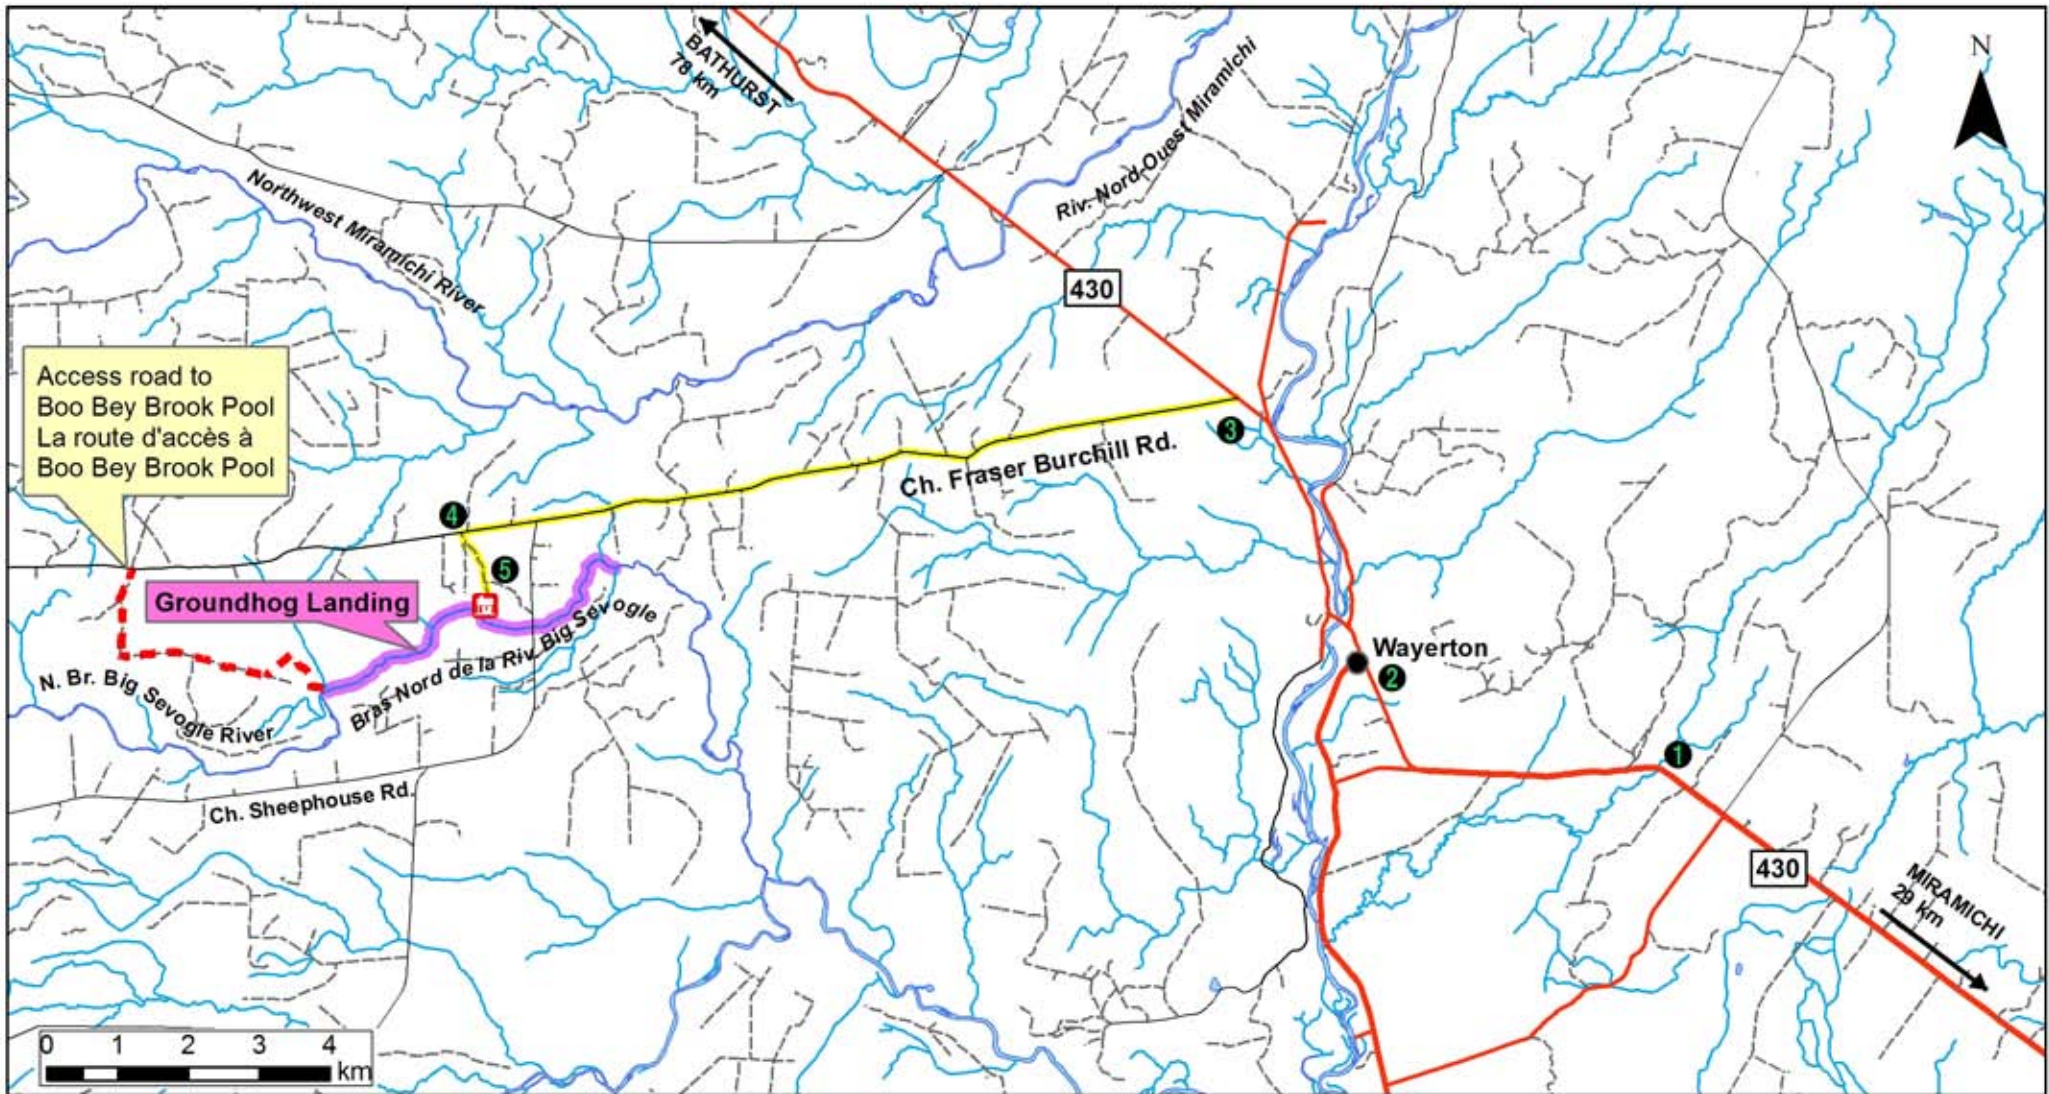 BATHURST
78 km
N
Riv. Nord-Ouest Miramichi
Northwest Miramichi River
430
Access road to
Boo Bey Brook Pool
La route d'accès à
Boo Bey Brook Pool
3
Ch. Fraser Burchill Rd.
4
5
Groundhog Landing
Bras Nord de la Riv. Big Sevogle
Wayerton
2
N. Br. Big Sevogle River
1
Ch. Sheephouse Rd.
430
MIRAMICHI
29 km
0 1 2 3 4
km